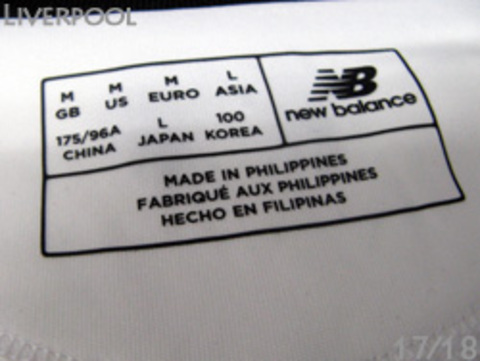 LIVERPOOL
M M M L
GB US EURO ASIA
175/96A L 100
CHINA JAPAN KOREA
NB
new balance
MADE IN PHILIPPINES
FABRIQUÉ AUX PHILIPPINES
HECHO EN FILIPINAS
17/18